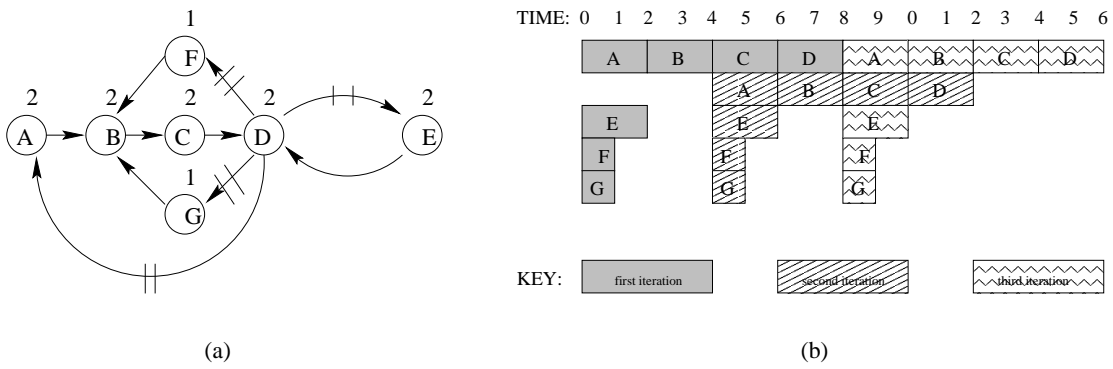 1
F
2 2 2 2 2
A B C D E
1
G
(a)
TIME: 0 1 2 3 4 5 6 7 8 9 0 1 2 3 4 5 6
A B C D A B C D
A B C D
E E E
F F F
G G G
KEY: first iteration second iteration third iteration
(b)